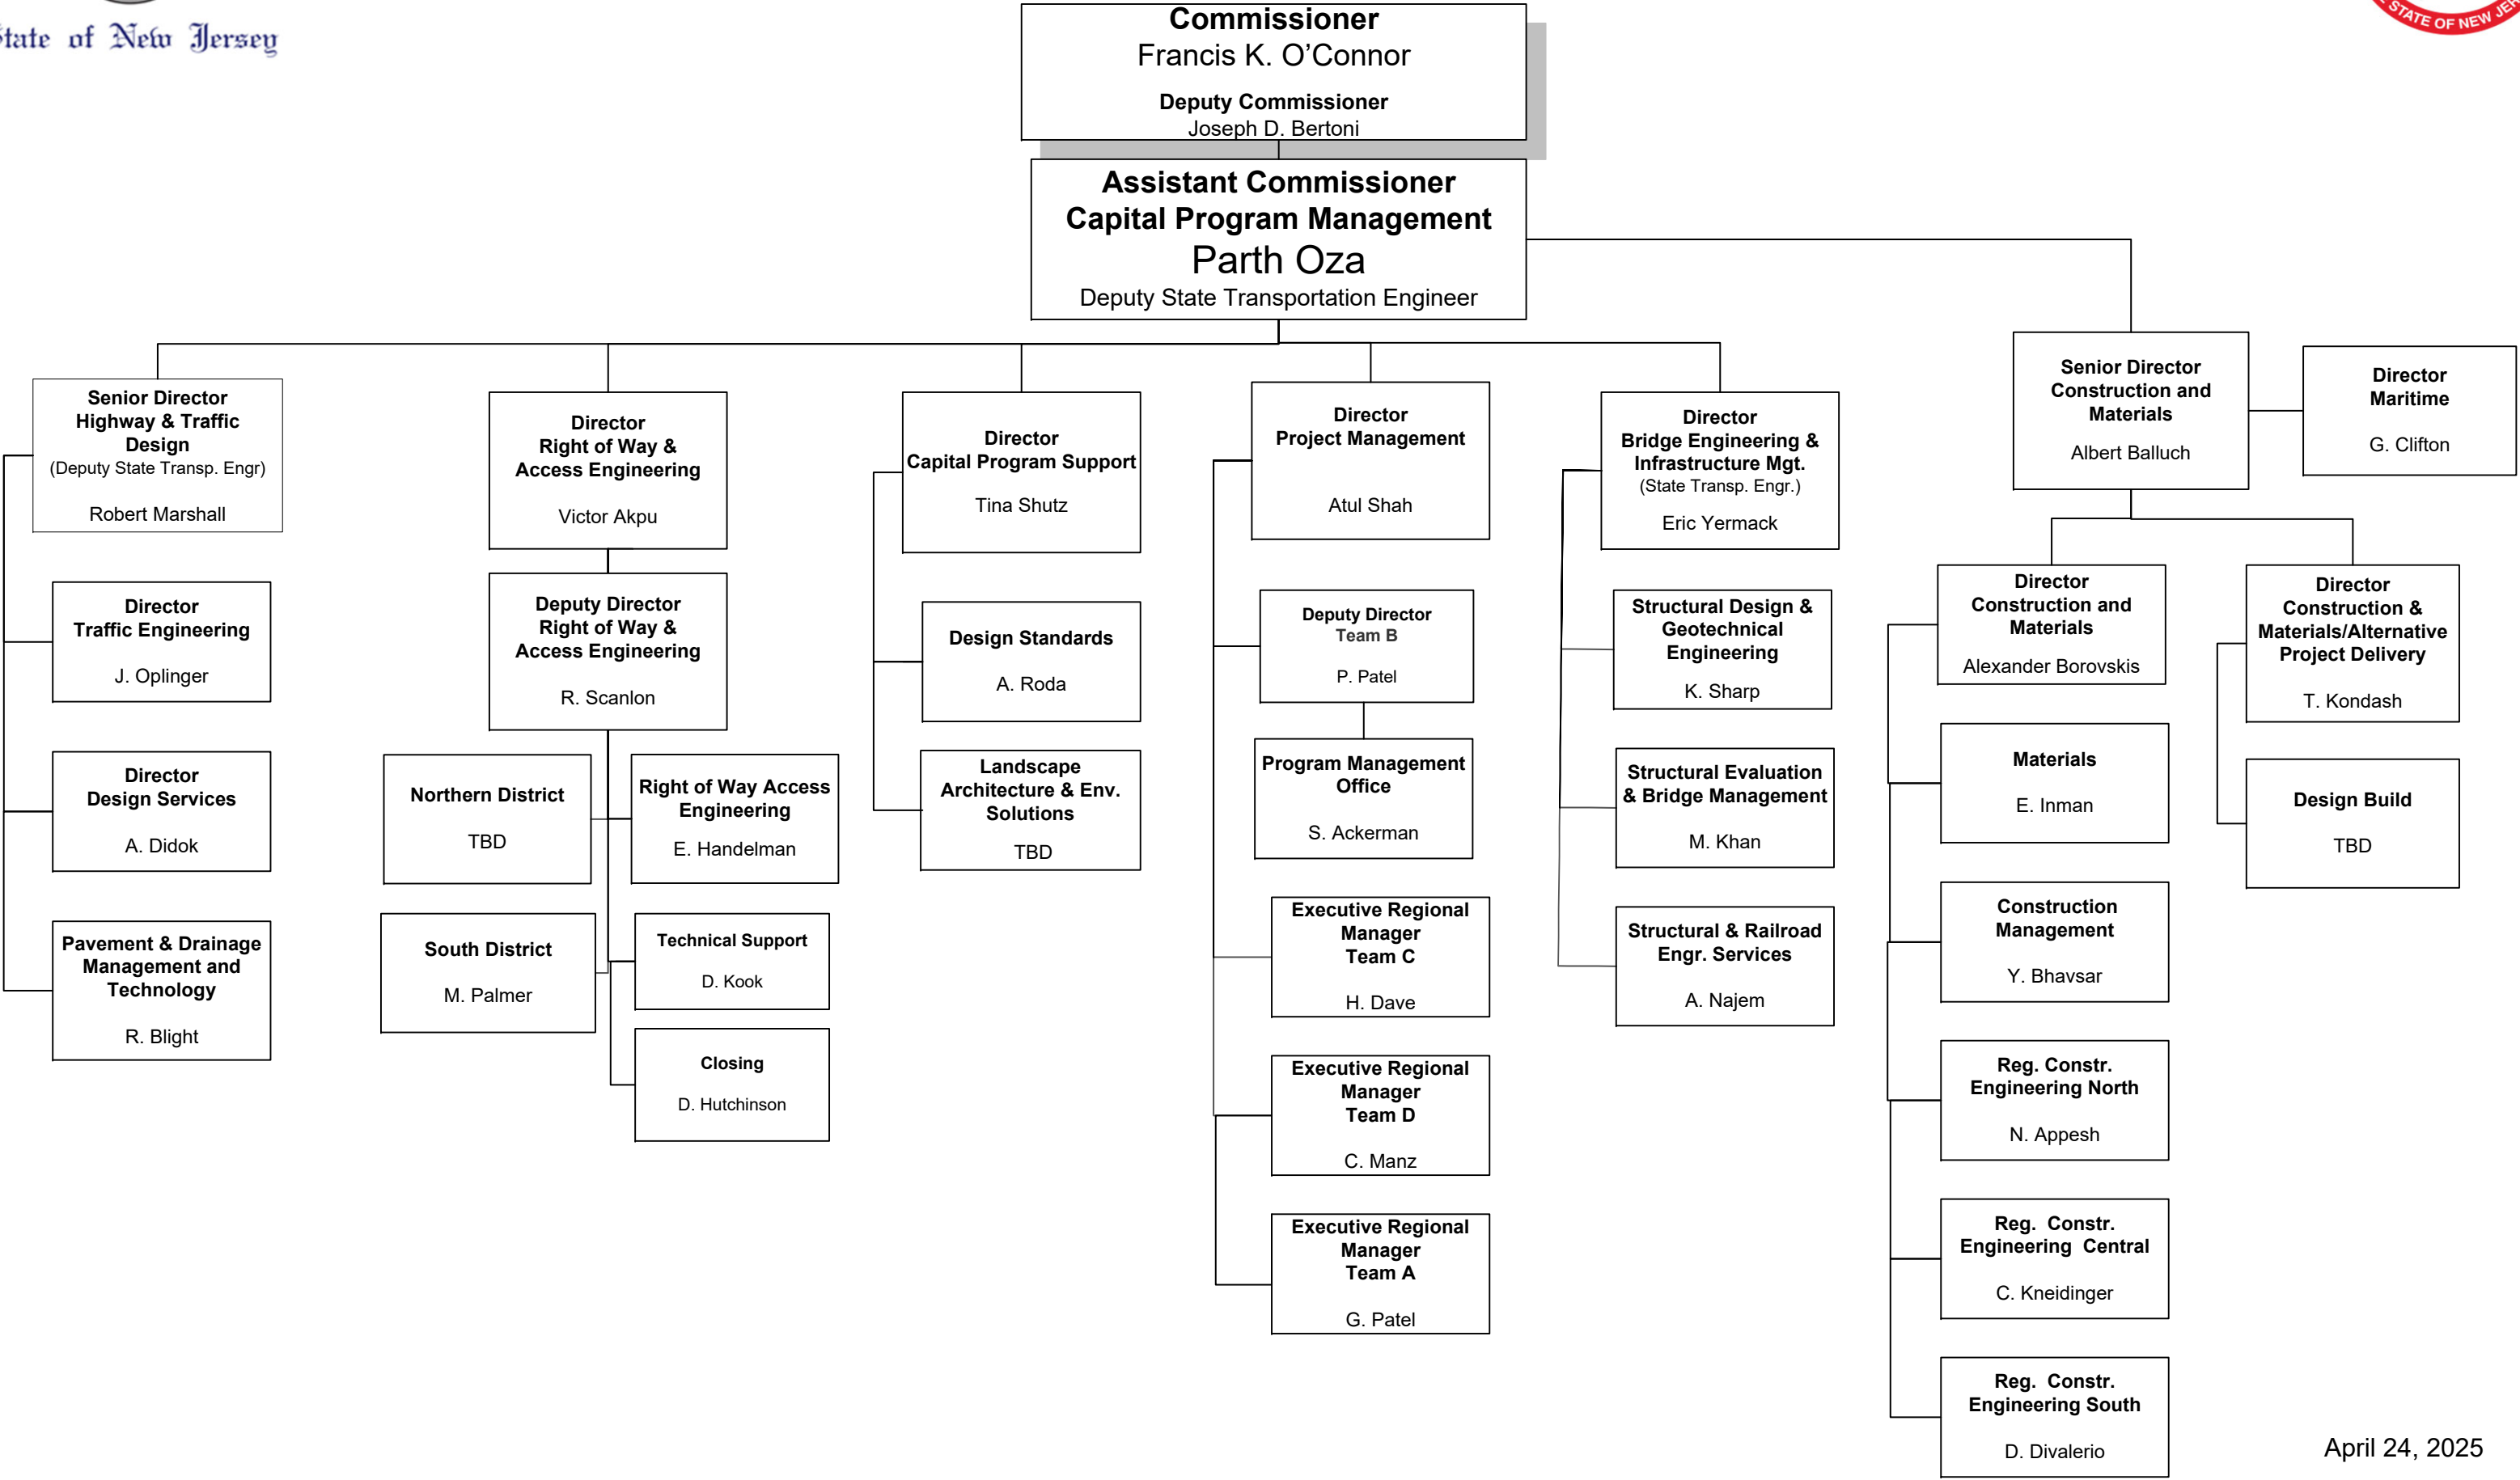 State of New Jersey
STATE OF NEW JER
Commissioner
Francis K. O’Connor
Deputy Commissioner
Joseph D. Bertoni
Assistant Commissioner
Capital Program Management
Parth Oza
Deputy State Transportation Engineer
Senior Director
Highway & Traffic
Design
(Deputy State Transp. Engr)
Robert Marshall
Director
Traffic Engineering
J. Oplinger
Director
Design Services
A. Didok
Pavement & Drainage
Management and
Technology
R. Blight
Director
Right of Way &
Access Engineering
Victor Akpu
Deputy Director
Right of Way &
Access Engineering
R. Scanlon
Northern District
TBD
Right of Way Access
Engineering
E. Handelman
South District
M. Palmer
Technical Support
D. Kook
Closing
D. Hutchinson
Director
Capital Program Support
Tina Shutz
Design Standards
A. Roda
Landscape
Architecture & Env.
Solutions
TBD
Director
Project Management
Atul Shah
Deputy Director
Team B
P. Patel
Program Management
Office
S. Ackerman
Executive Regional
Manager
Team C
H. Dave
Executive Regional
Manager
Team D
C. Manz
Executive Regional
Manager
Team A
G. Patel
Director
Bridge Engineering &
Infrastructure Mgt.
(State Transp. Engr.)
Eric Yermack
Structural Design &
Geotechnical
Engineering
K. Sharp
Structural Evaluation
& Bridge Management
M. Khan
Structural & Railroad
Engr. Services
A. Najem
Senior Director
Construction and
Materials
Albert Balluch
Director
Maritime
G. Clifton
Director
Construction and
Materials
Alexander Borovskis
Materials
E. Inman
Construction
Management
Y. Bhavsar
Reg. Constr.
Engineering North
N. Appesh
Reg. Constr.
Engineering Central
C. Kneidinger
Reg. Constr.
Engineering South
D. Divalerio
Director
Construction &
Materials/Alternative
Project Delivery
T. Kondash
Design Build
TBD
April 24, 2025